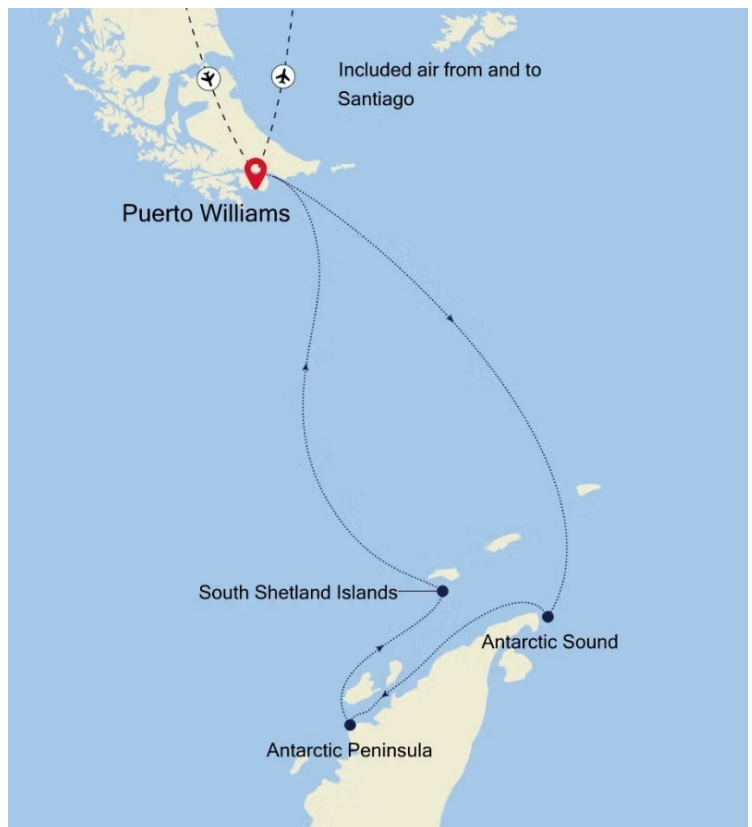 Included air from and to
Santiago
Puerto Williams
South Shetland Islands
Antarctic Sound
Antarctic Peninsula